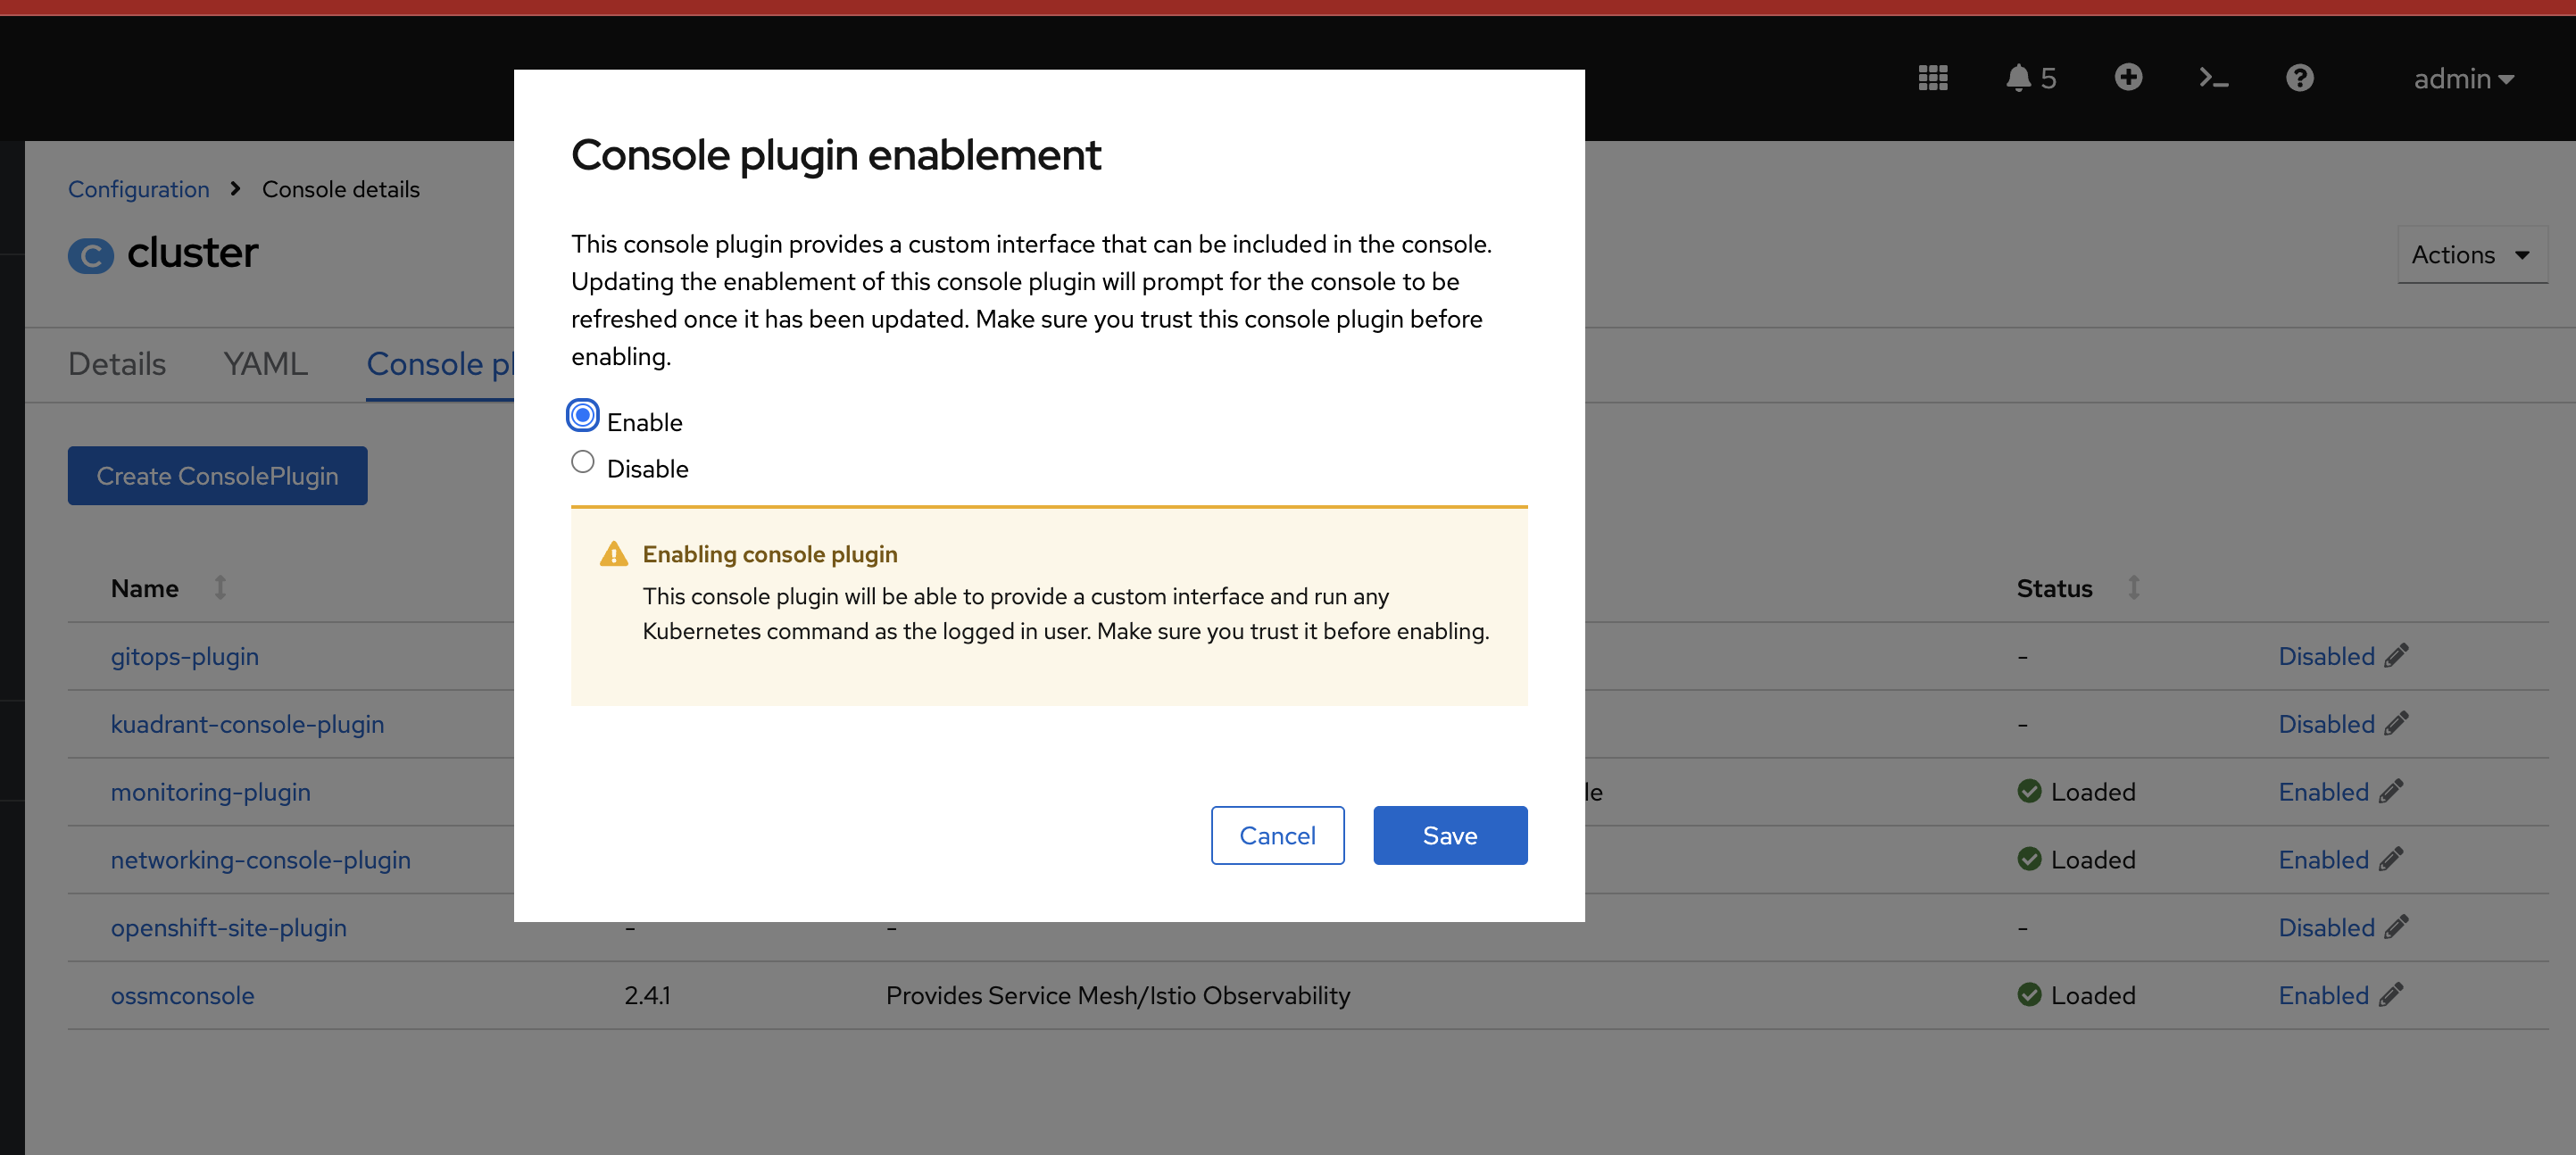 5
admin
Configuration > Console details
C cluster
Actions
Details YAML Console pl
Create ConsolePlugin
Console plugin enablement
This console plugin provides a custom interface that can be included in the console.
Updating the enablement of this console plugin will prompt for the console to be
refreshed once it has been updated. Make sure you trust this console plugin before
enabling.
Enable
Disable
Enabling console plugin
This console plugin will be able to provide a custom interface and run any
Kubernetes command as the logged in user. Make sure you trust it before enabling.
Cancel Save
Name Status
gitops-plugin - Disabled
kuadrant-console-plugin - Disabled
monitoring-plugin le Loaded Enabled
networking-console-plugin Loaded Enabled
openshift-site-plugin - - - Disabled
ossmconsole 2.4.1 Provides Service Mesh/Istio Observability Loaded Enabled